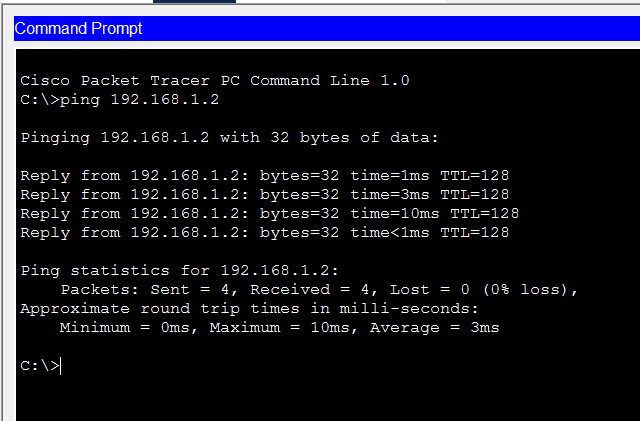 Command Prompt
Cisco Packet Tracer PC Command Line 1.0
C:\>ping 192.168.1.2
Pinging 192.168.1.2 with 32 bytes of data:
Reply from 192.168.1.2: bytes=32 time=1ms TTL=128
Reply from 192.168.1.2: bytes=32 time=3ms TTL=128
Reply from 192.168.1.2: bytes=32 time=10ms TTL=128
Reply from 192.168.1.2: bytes=32 time<1ms TTL=128
Ping statistics for 192.168.1.2:
Packets: Sent = 4, Received = 4, Lost = 0 (0% loss),
Approximate round trip times in milli-seconds:
Minimum = 0ms, Maximum = 10ms, Average = 3ms
C:\>